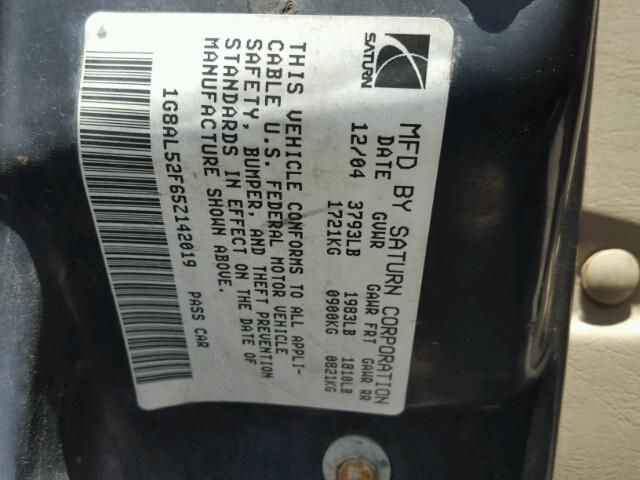 SATURN
MFD BY SATURN CORPORATION
DATE GVWR GAWR FRT GAWR RR
12/04 3793LB 1983LB 1810LB
1721KG 0900KG 0821KG
THIS VEHICLE CONFORMS TO ALL APPLI-
CABLE U.S. FEDERAL MOTOR VEHICLE
SAFETY, BUMPER, AND THEFT PREVENTION
STANDARDS IN EFFECT ON THE DATE OF
MANUFACTURE SHOWN ABOVE.
1G8AL52F65Z142019 PASS CAR